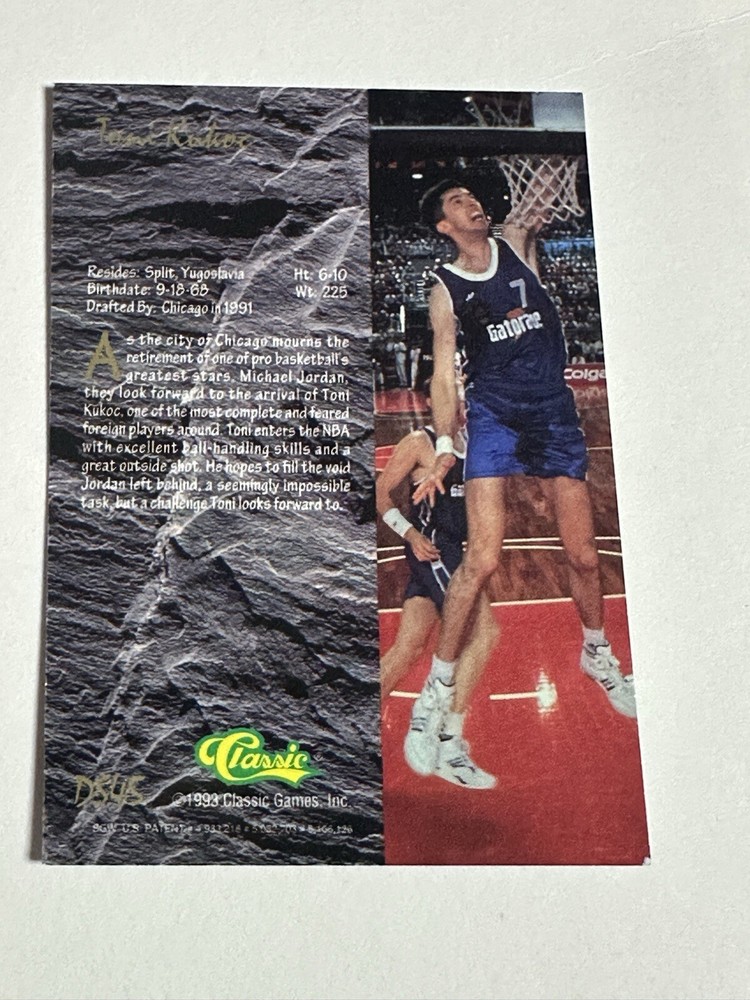 Toni Kukoc
Resides: Split, Yugoslavia
Ht: 6-10
Birthdate: 9-18-68
Wt: 225
Drafted By: Chicago in 1991
As the city of Chicago mourns the
retirement of one of pro basketball's
greatest stars, Michael Jordan,
they look forward to the arrival of Toni
Kukoc, one of the most complete and feared
foreign players around. Toni enters the NBA
with excellent ball-handling skills and a
great outside shot. He hopes to fill the void
Jordan left behind, a seemingly impossible
task, but a challenge Toni looks forward to.
7
Gatorade
Classic
DS45
©1993 Classic Games, Inc.
SGW U.S. PATENT